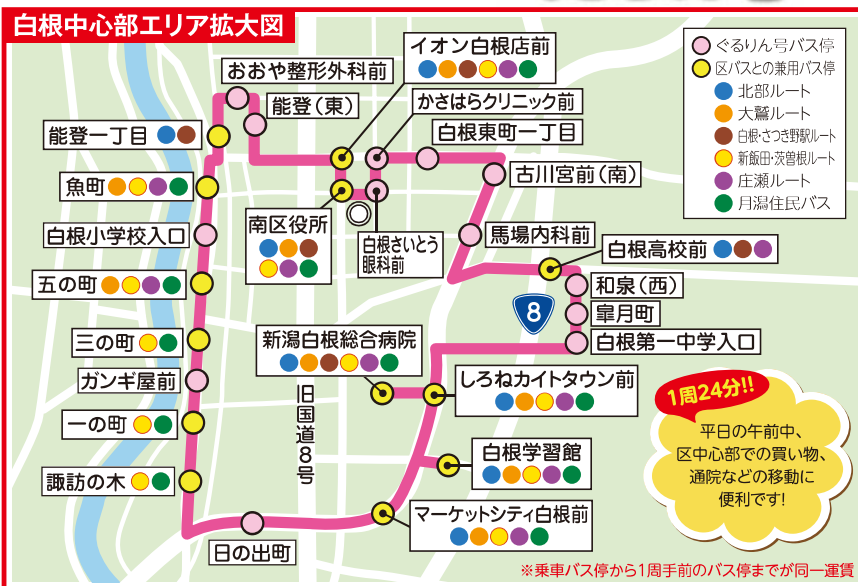 白根中心部エリア拡大図
イオン白根店前
おおや整形外科前
かさはらクリニック前
能登（東）
白根東町一丁目
能登一丁目
古川宮前（南）
魚町
南区役所
白根さいとう
眼科前
白根小学校入口
馬場内科前
白根高校前
五の町
和泉（西）
皐月町
8
三の町
白根第一中学入口
新潟白根総合病院
ガンギ屋前
しろねカイトタウン前
旧国道8号
一の町
白根学習館
諏訪の木
マーケットシティ白根前
日の出町
ぐるりん号バス停
区バスとの兼用バス停
北部ルート
大鷲ルート
白根・さつき野駅ルート
新飯田・茨曽根ルート
庄瀬ルート
月潟住民バス
1周24分!!
平日の午前中、
区中心部での買い物、
通院などの移動に
便利です!
※乗車バス停から1周手前のバス停までが同一運賃